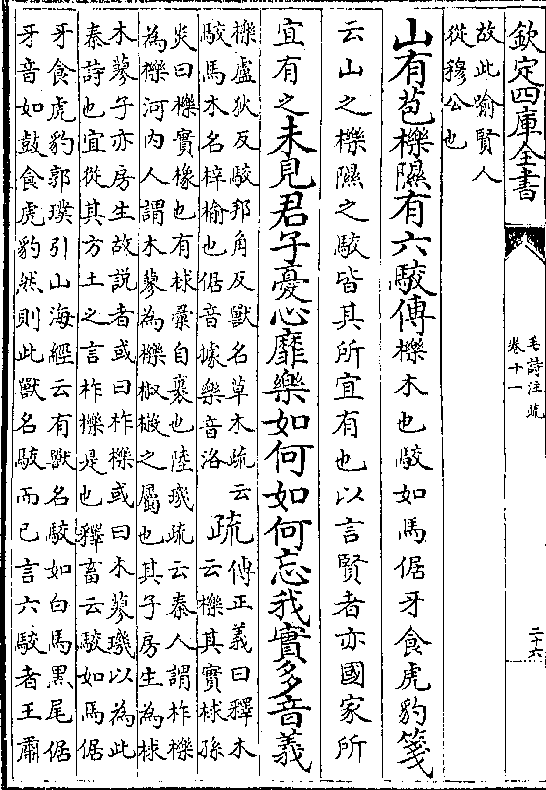 欽定四庫全書
毛詩注疏
卷十一
二十六
故此喻賢人
從穆公也
山有苞櫟隰有六駮傳櫟木也駮如馬倨牙食虎豹箋
云山之櫟隰之駮皆其所宜有也以言賢者亦國家所
宜有之未見君子憂心靡樂如何如何忘我實多音義
櫟盧狄反駮邦角反獸名草木疏云
駮馬木名梓榆也倨音據樂音洛
疏
傳正義曰釋木
云櫟其實梂孫
炎曰櫟實橡也有梂彚自裹也陸璣疏云秦人謂柞櫟
為櫟河内人謂木蓼為櫟椒樧之屬也其子房生為梂
木蓼子亦房生故説者或曰柞櫟或曰木蓼璣以為此
秦詩也宜從其方土之言柞櫟是也釋畜云駮如馬倨
牙食虎豹郭璞引山海經云有獸名駮如白馬黑尾倨
牙音如鼓食虎豹然則此獸名駮而已言六駮者王肅